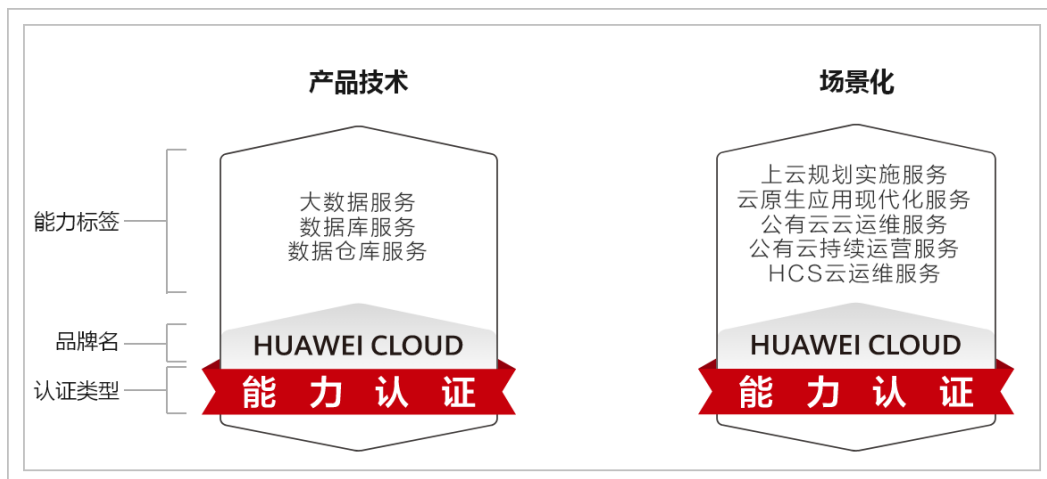 产品技术
场景化
能力标签
大数据服务
数据库服务
数据仓库服务
上云规划实施服务
云原生应用现代化服务
公有云云运维服务
公有云持续运营服务
HCS云运维服务
品牌名
HUAWEI CLOUD
HUAWEI CLOUD
认证类型
能力认证
能力认证